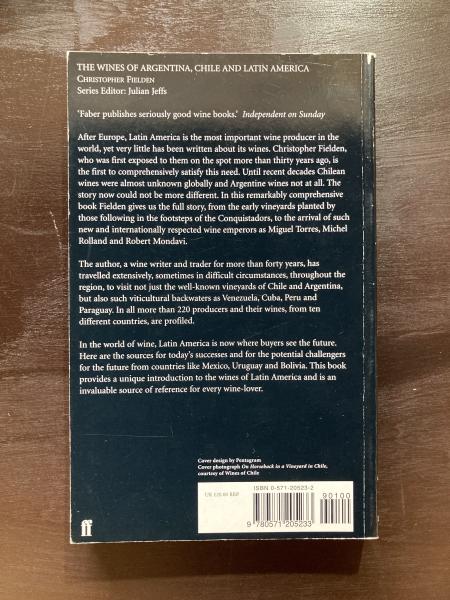 THE WINES OF ARGENTINA, CHILE AND LATIN AMERICA
CHRISTOPHER FIELDEN
Series Editor: Julian Jeffs
'Faber publishes seriously good wine books.' Independent on Sunday
After Europe, Latin America is the most important wine producer in the
world, yet very little has been written about its wines. Christopher Fielden,
who was first exposed to them on the spot more than thirty years ago, is
the first to comprehensively satisfy this need. Until recent decades Chilean
wines were almost unknown globally and Argentine wines not at all. The
story now could not be more different. In this remarkably comprehensive
book Fielden gives us the full story, from the early vineyards planted by
those following in the footsteps of the Conquistadors, to the arrival of such
new and internationally respected wine emperors as Miguel Torres, Michel
Rolland and Robert Mondavi.
The author, a wine writer and trader for more than forty years, has
travelled extensively, sometimes in difficult circumstances, throughout the
region, to visit not just the well-known vineyards of Chile and Argentina,
but also such viticultural backwaters as Venezuela, Cuba, Peru and
Paraguay. In all more than 220 producers and their wines, from ten
different countries, are profiled.
In the world of wine, Latin America is now where buyers see the future.
Here are the sources for today's successes and for the potential challengers
for the future from countries like Mexico, Uruguay and Bolivia. This book
provides a unique introduction to the wines of Latin America and is an
invaluable source of reference for every wine-lover.
Cover design by Pentagram
Cover photograph On Horseback in a Vineyard in Chile,
courtesy of Wines of Chile
ISBN 0-571-20523-2
90100
9 780571 205233
ff